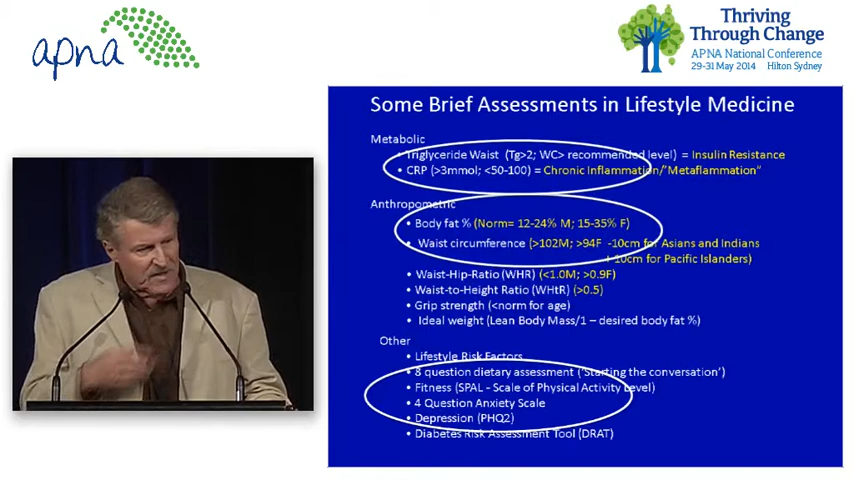 apna
Thriving
Through Change
APNA National Conference
29-31 May 2014 Hilton Sydney
Some Brief Assessments in Lifestyle Medicine
Metabolic
• Triglyceride Waist (Tg>2; WC> recommended level) = Insulin Resistance
• CRP (>3mmol; <50-100) = Chronic Inflammation/"Metaflammation"
Anthropometric
• Body fat % (Norm= 12-24% M; 15-35% F)
• Waist circumference (>102M; >94F -10cm for Asians and Indians
+ 10cm for Pacific Islanders)
• Waist-Hip-Ratio (WHR) (<1.0M; >0.9F)
• Waist-to-Height Ratio (WHtR) (>0.5)
• Grip strength (<norm for age)
• Ideal weight (Lean Body Mass/1 – desired body fat %)
Other
• Lifestyle Risk Factors
• 8 question dietary assessment ('Starting the conversation')
• Fitness (SPAL - Scale of Physical Activity Level)
• 4 Question Anxiety Scale
• Depression (PHQ2)
• Diabetes Risk Assessment Tool (DRAT)